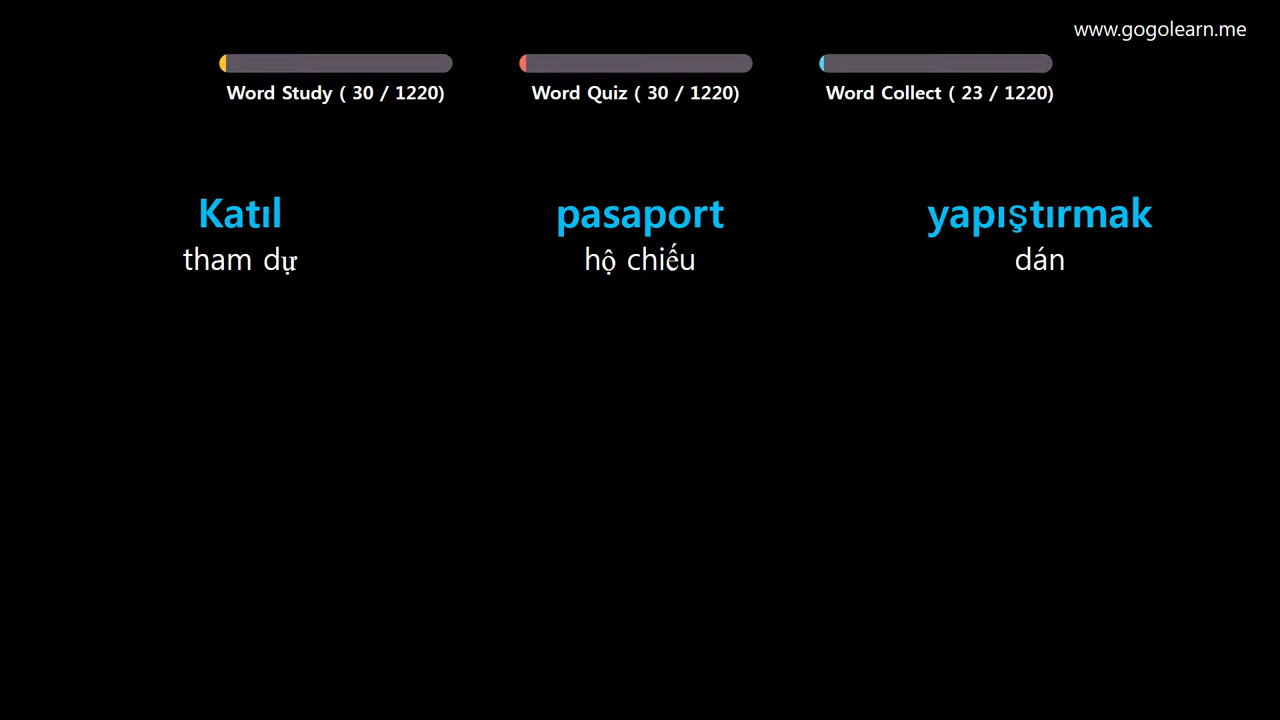 www.gogolearn.me
Word Study ( 30 / 1220)
Word Quiz ( 30 / 1220)
Word Collect ( 23 / 1220)
Katıl
tham dự
pasaport
hộ chiếu
yapıştırmak
dán